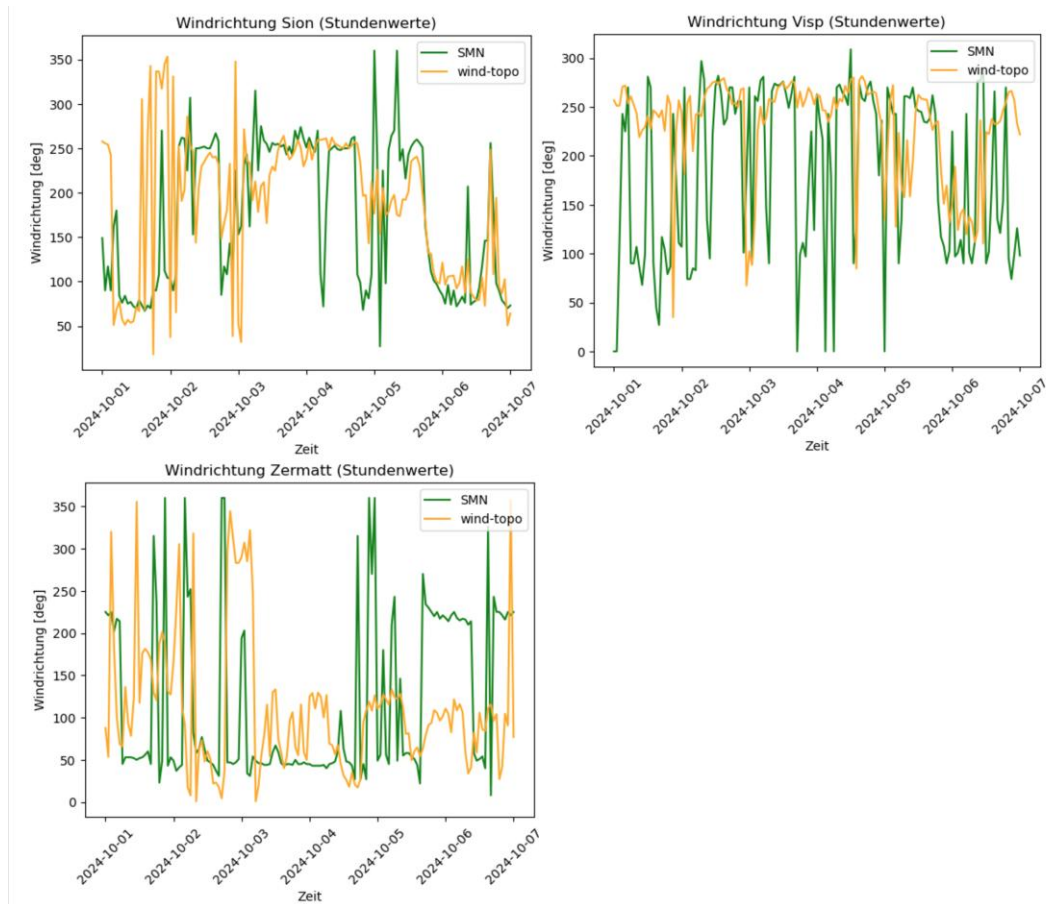 Windrichtung Sion (Stundenwerte)
SMN
wind-topo
Windrichtung [deg]
350
300
250
200
150
100
50
2024-10-01
2024-10-02
2024-10-03
2024-10-04
2024-10-05
2024-10-06
2024-10-07
Zeit
Windrichtung Visp (Stundenwerte)
SMN
wind-topo
Windrichtung [deg]
300
250
200
150
100
50
0
2024-10-01
2024-10-02
2024-10-03
2024-10-04
2024-10-05
2024-10-06
2024-10-07
Zeit
Windrichtung Zermatt (Stundenwerte)
SMN
wind-topo
Windrichtung [deg]
350
300
250
200
150
100
50
0
2024-10-01
2024-10-02
2024-10-03
2024-10-04
2024-10-05
2024-10-06
2024-10-07
Zeit